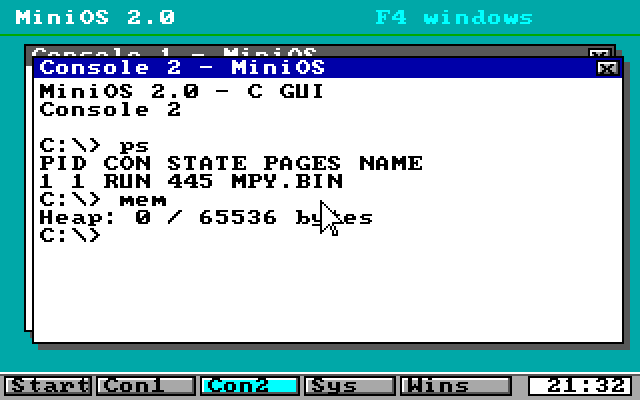 MiniOS 2.0 F4 windows
Console 1 - MiniOS
Console 2 - MiniOS
MiniOS 2.0 - C GUI
Console 2
C:\> ps
PID CON STATE PAGES NAME
1 1 RUN 445 MPY.BIN
C:\> mem
Heap: 0 / 65536 bytes
C:\>
Start Con1 Con2 Sys Wins 21:32